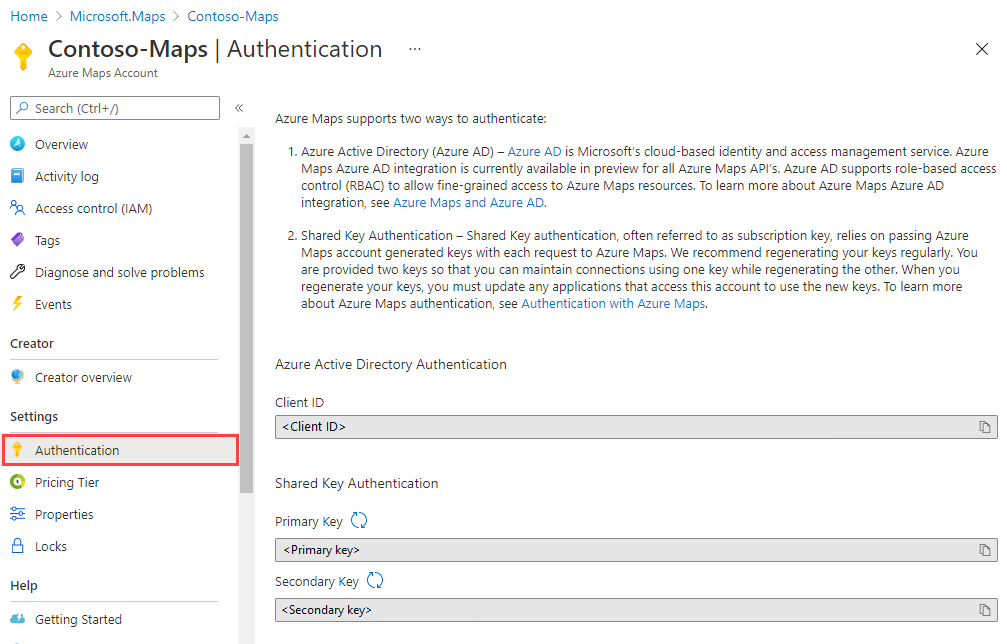 Home > Microsoft.Maps > Contoso-Maps
Contoso-Maps | Authentication ...
Azure Maps Account
Search (Ctrl+/)
«
Overview
Activity log
Access control (IAM)
Tags
Diagnose and solve problems
Events
Creator
Creator overview
Settings
Authentication
Pricing Tier
Properties
Locks
Help
Getting Started
Azure Maps supports two ways to authenticate:
1. Azure Active Directory (Azure AD) – Azure AD is Microsoft's cloud-based identity and access management service. Azure
Maps Azure AD integration is currently available in preview for all Azure Maps API's. Azure AD supports role-based access
control (RBAC) to allow fine-grained access to Azure Maps resources. To learn more about Azure Maps Azure AD
integration, see Azure Maps and Azure AD.
2. Shared Key Authentication – Shared Key authentication, often referred to as subscription key, relies on passing Azure
Maps account generated keys with each request to Azure Maps. We recommend regenerating your keys regularly. You
are provided two keys so that you can maintain connections using one key while regenerating the other. When you
regenerate your keys, you must update any applications that access this account to use the new keys. To learn more
about Azure Maps authentication, see Authentication with Azure Maps.
Azure Active Directory Authentication
Client ID
<Client ID>
Shared Key Authentication
Primary Key
<Primary key>
Secondary Key
<Secondary key>